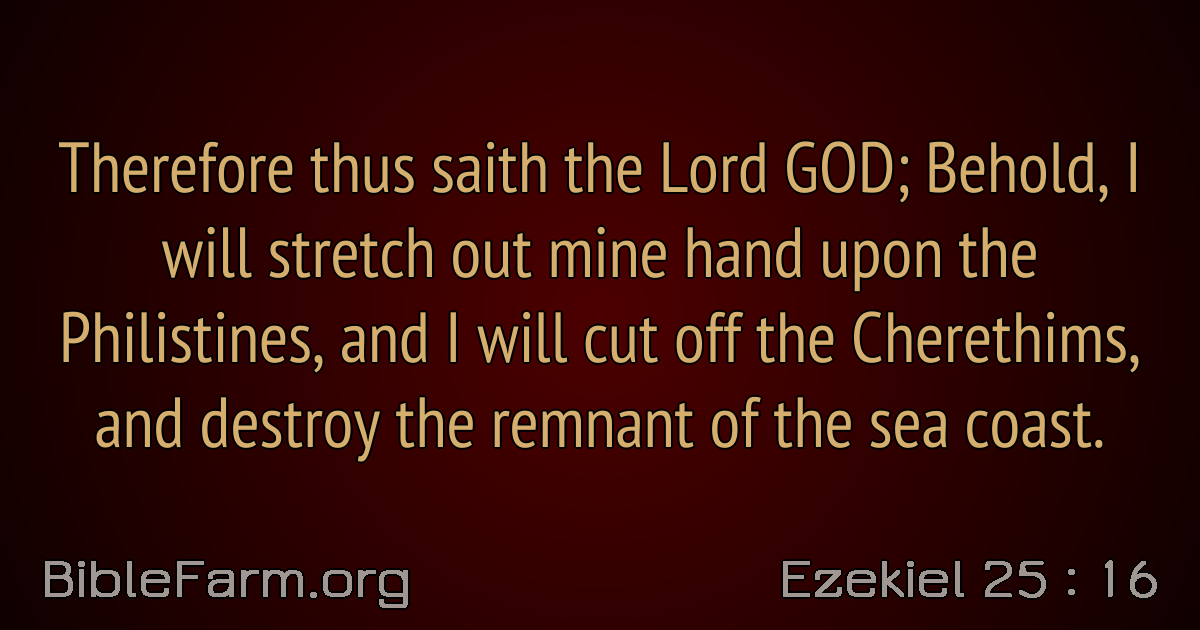 Therefore thus saith the Lord GOD; Behold, I
will stretch out mine hand upon the
Philistines, and I will cut off the Cherethims,
and destroy the remnant of the sea coast.
BibleFarm.org
Ezekiel 25 : 16